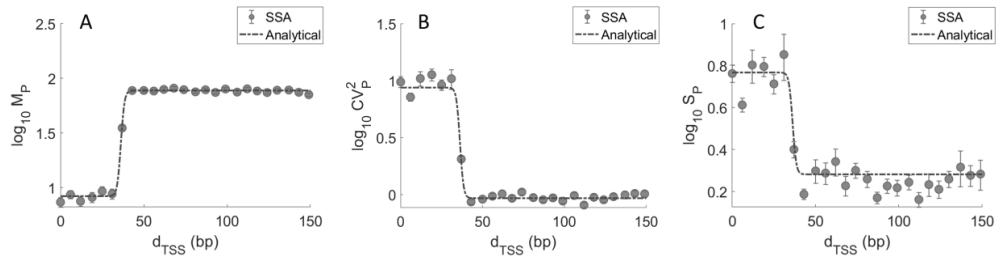 A
SSA
Analytical
2.5
2
1.5
1
log10 MP
0
50
100
150
dTSS (bp)
B
SSA
Analytical
1.5
1
0.5
0
log10 CV2P
0
50
100
150
dTSS (bp)
C
SSA
Analytical
1
0.8
0.6
0.4
0.2
log10 SP
0
50
100
150
dTSS (bp)